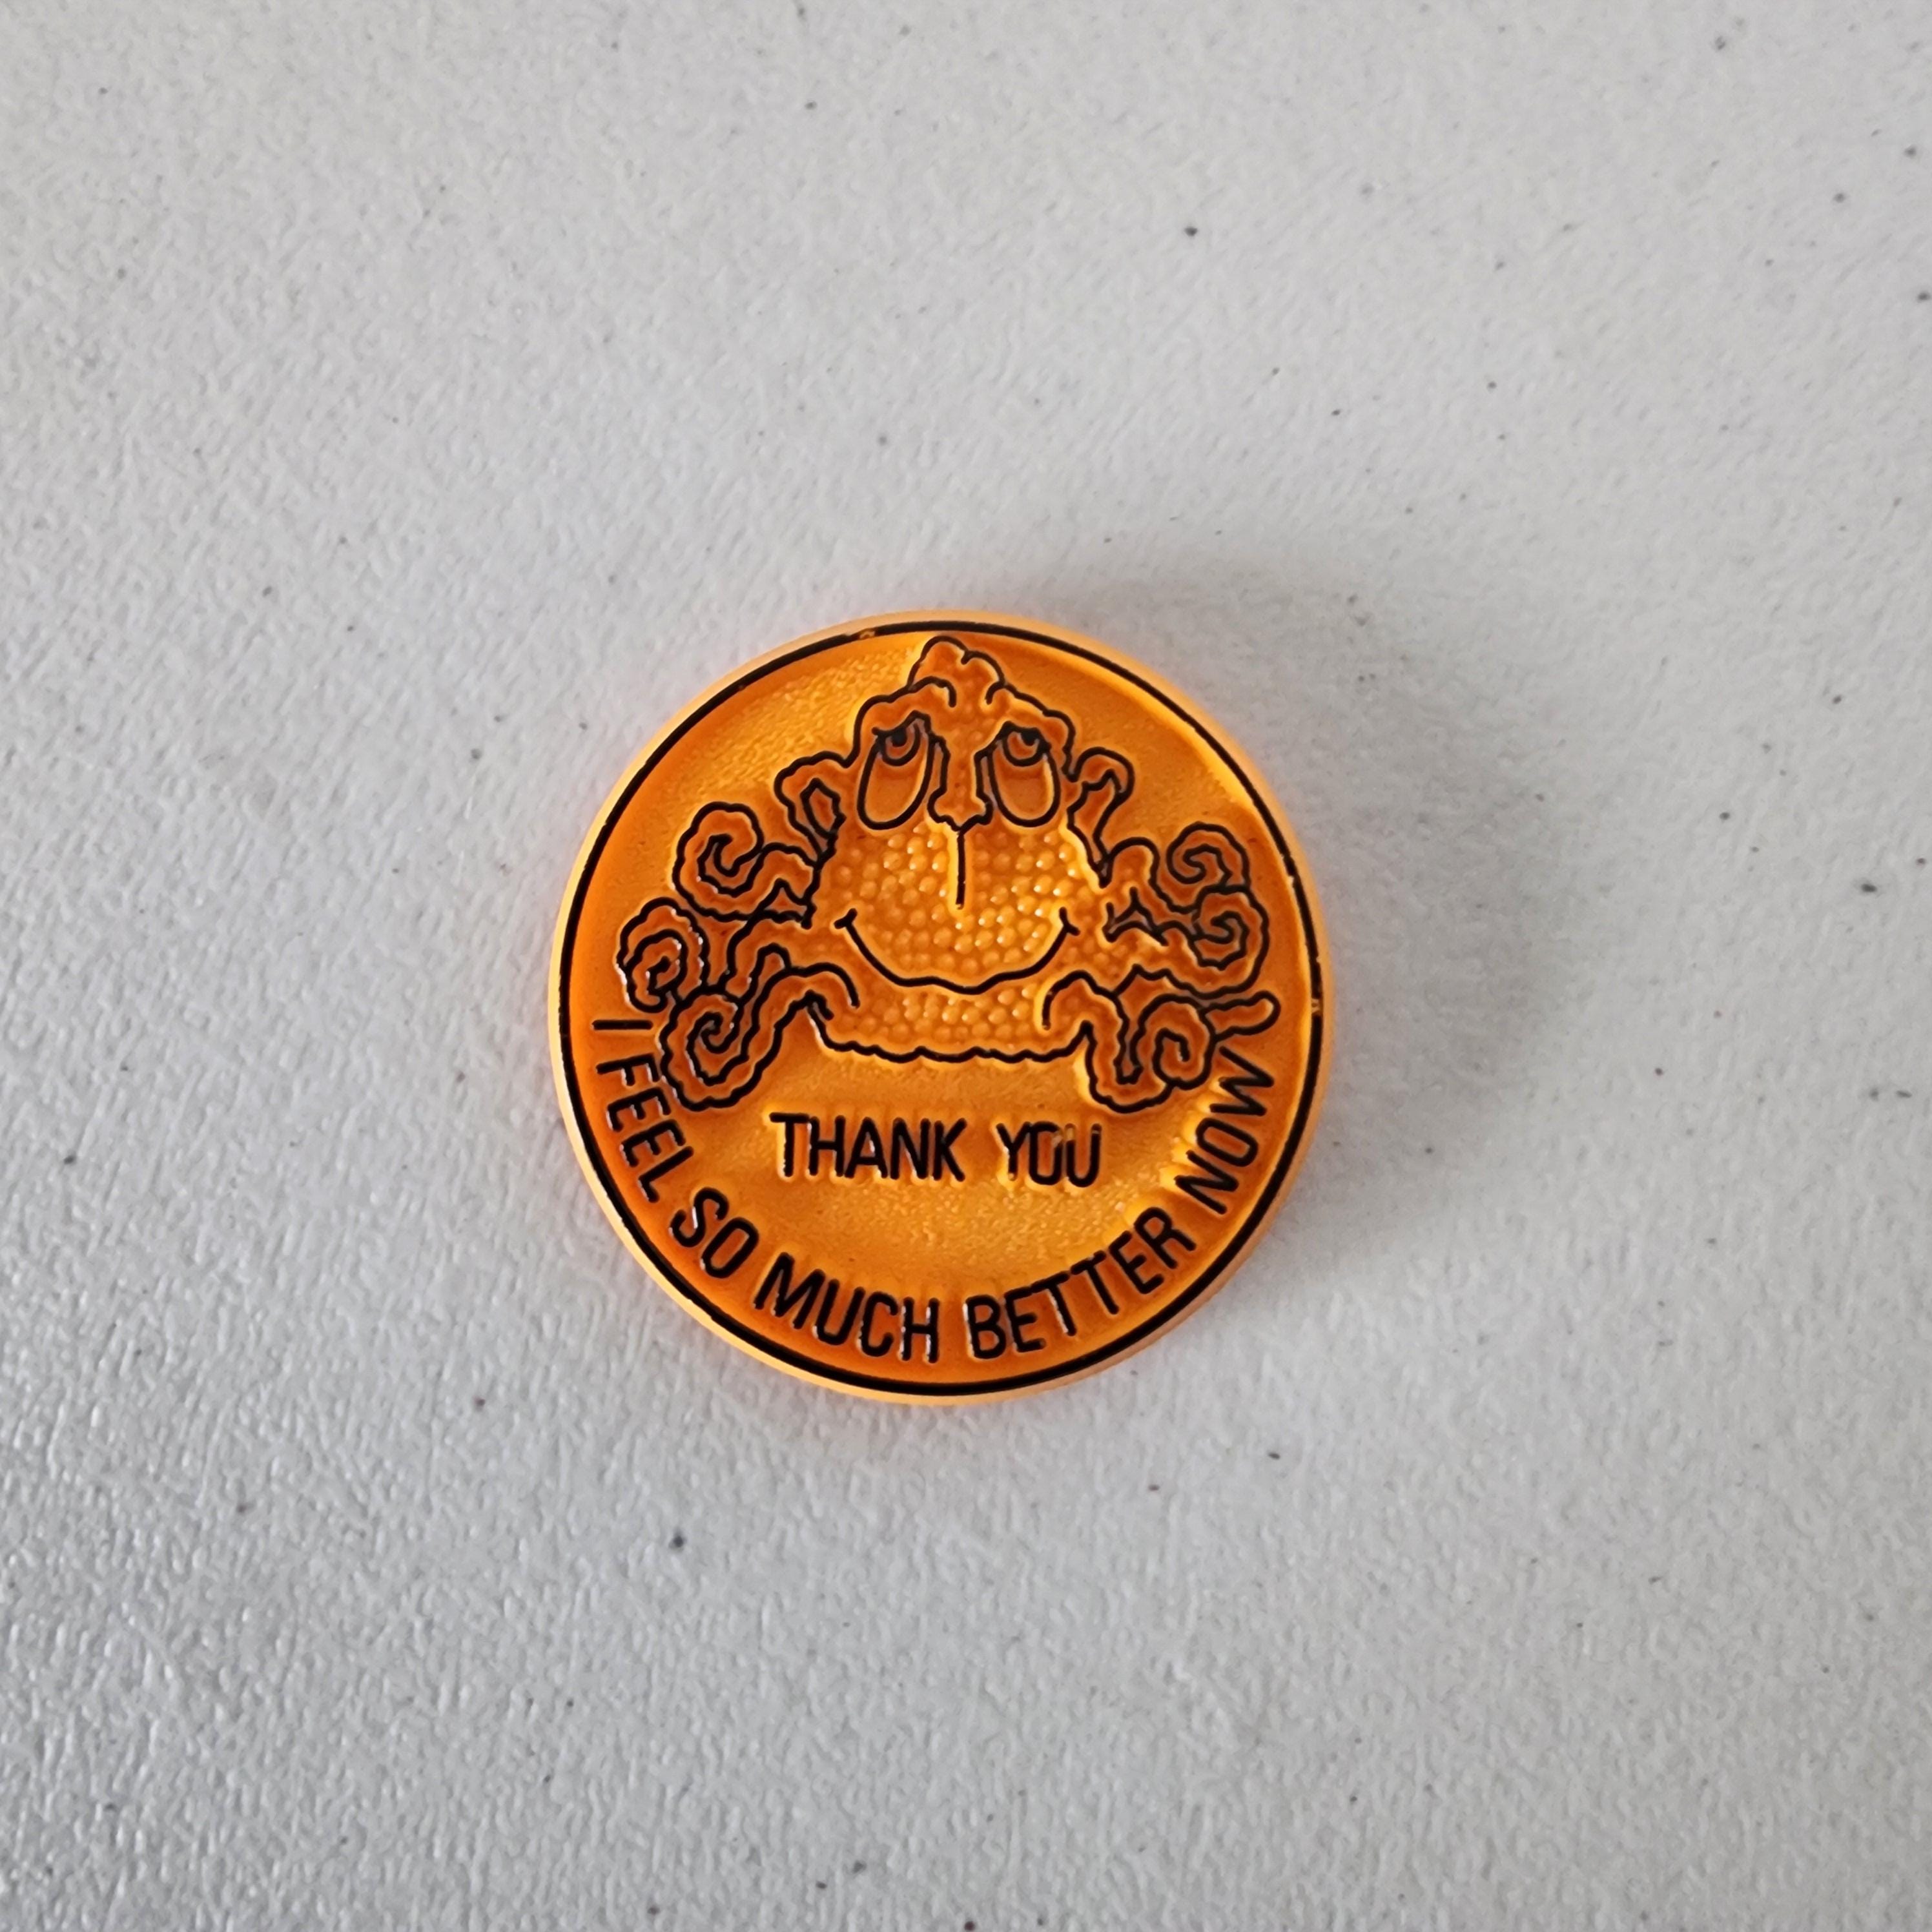 THANK YOU
I FEEL SO MUCH BETTER NOW